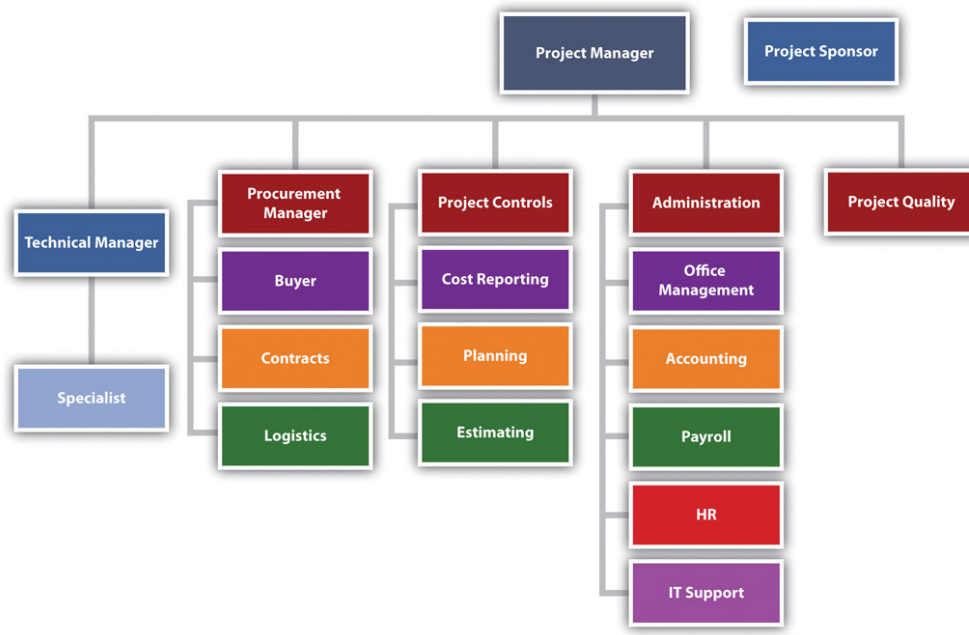 Project Manager
Project Sponsor
Technical Manager
Specialist
Procurement
Manager
Buyer
Contracts
Logistics
Project Controls
Cost Reporting
Planning
Estimating
Administration
Office
Management
Accounting
Payroll
HR
IT Support
Project Quality